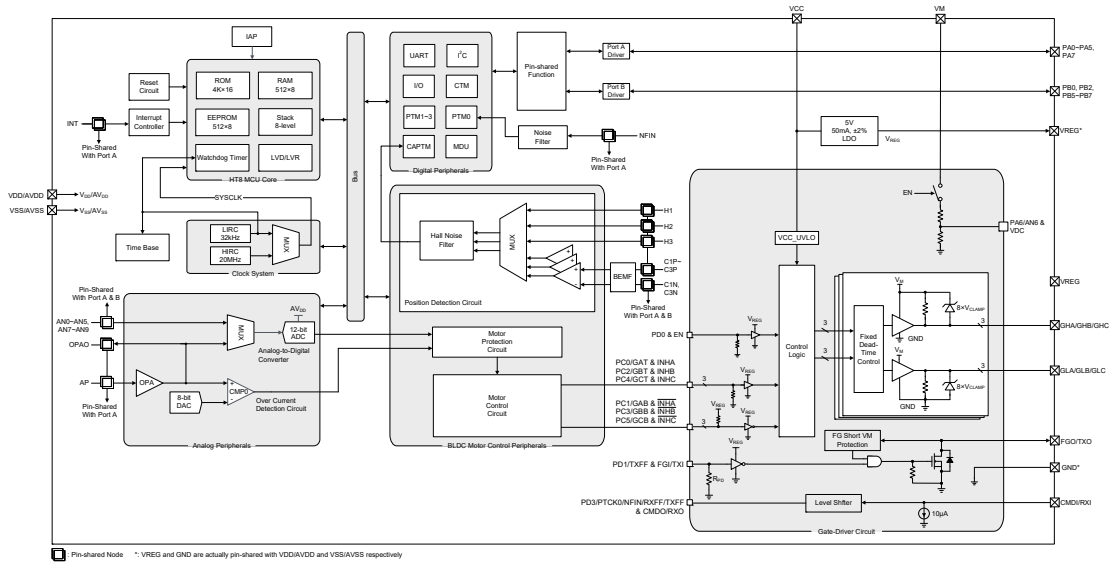 VCC
VM
IAP
Reset
Circuit
ROM
4K×16
RAM
512×8
EEPROM
512×8
Stack
8-level
Watchdog Timer
LVD/LVR
HT8 MCU Core
INT
Interrupt
Controller
Pin-Shared
With Port A
VDD/AVDD
VDD/AVDD
VSS/AVSS
VSS/AVSS
SYSCLK
Time Base
LIRC
32kHz
HIRC
20MHz
MUX
Clock System
Bus
UART
I²C
I/O
CTM
PTM1~3
PTM0
CAPTM
MDU
Digital Peripherals
Pin-shared
Function
Port A
Driver
Port B
Driver
PA0~PA5,
PA7
PB0, PB2,
PB5~PB7
Noise
Filter
NFIN
Pin-Shared
With Port A
5V
50mA, ±2%
LDO
VREG
VREG*
Hall Noise
Filter
MUX
H1
H2
H3
C1P~
C3P
C1N,
C3N
BEMF
+
-
+
+
Position Detection Circuit
Pin-Shared
With Port A & B
Pin-Shared
With Port A & B
AN0~AN5,
AN7~AN9
OPAO
AP
Pin-Shared
With Port A
OPA
MUX
AVDD
12-bit
ADC
Analog-to-Digital
Converter
8-bit
DAC
+
CMP0
-
Over Current
Detection Circuit
Analog Peripherals
Motor
Protection
Circuit
Motor
Control
Circuit
BLDC Motor Control Peripherals
PD0 & EN
PC0/GAT & INHA
PC2/GBT & INHB
PC4/GCT & INHC
3
PC1/GAB & INHA
PC3/GBB & INHB
PC5/GCB & INHC
3
PD1/TXFF & FGI/TXI
RPD
PD3/PTCK0/NFIN/RXFF/TXFF
& CMDO/RXO
VREG
VREG
VREG
VREG
VREG
VCC_UVLO
Control
Logic
3
3
Fixed
Dead-
Time
Control
VM
GND
8×VCLAMP
3
VM
GND
8×VCLAMP
3
EN
PA6/AN6 &
VDC
VREG
GHA/GHB/GHC
GLA/GLB/GLC
FG Short VM
Protection
FGO/TXO
GND*
Level Shfter
10µA
CMDI/RXI
Gate-Driver Circuit
: Pin-shared Node *: VREG and GND are actually pin-shared with VDD/AVDD and VSS/AVSS respectively